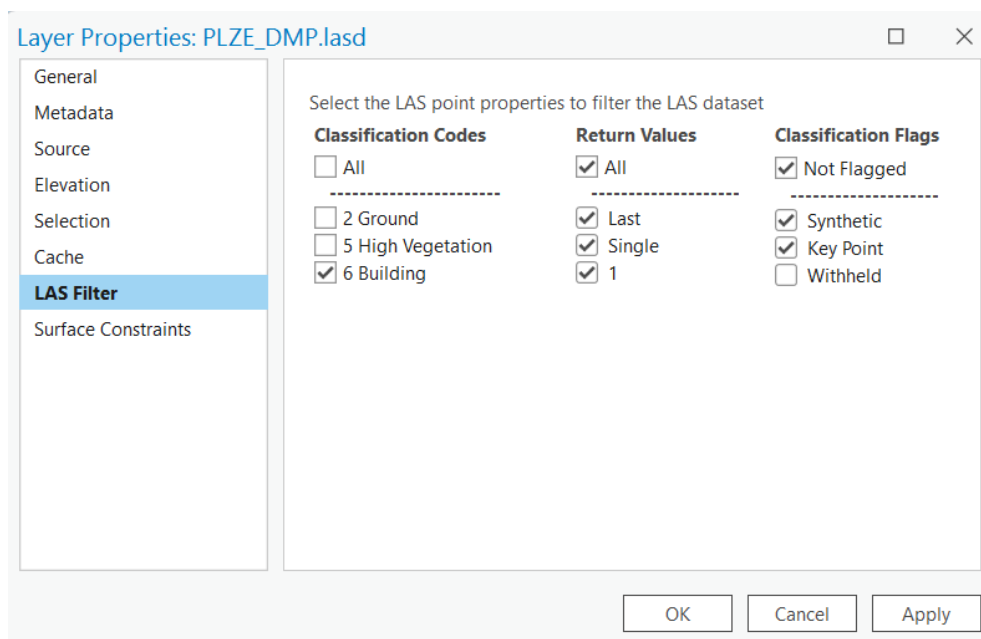 Layer Properties: PLZE_DMP.lasd
General
Metadata
Source
Elevation
Selection
Cache
LAS Filter
Surface Constraints
Select the LAS point properties to filter the LAS dataset
Classification Codes
All
-----------------------
2 Ground
5 High Vegetation
6 Building
Return Values
All
--------------------
Last
Single
1
Classification Flags
Not Flagged
--------------------
Synthetic
Key Point
Withheld
OK
Cancel
Apply